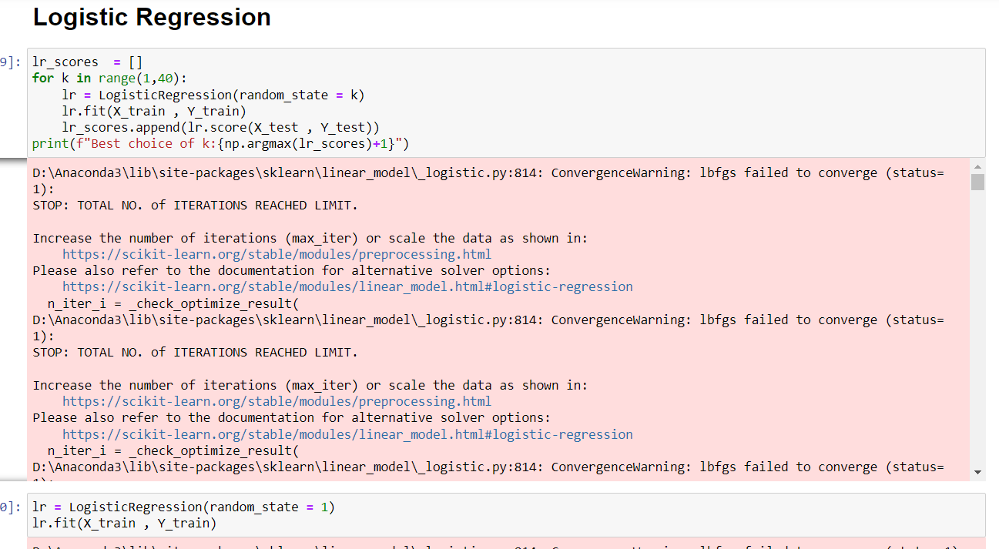 Logistic Regression
9]: lr_scores  = []
for k in range(1,40):
    lr = LogisticRegression(random_state = k)
    lr.fit(X_train , Y_train)
    lr_scores.append(lr.score(X_test , Y_test))
print(f"Best choice of k:{np.argmax(lr_scores)+1}")
D:\Anaconda3\lib\site-packages\sklearn\linear_model\_logistic.py:814: ConvergenceWarning: lbfgs failed to converge (status=
1):
STOP: TOTAL NO. of ITERATIONS REACHED LIMIT.
Increase the number of iterations (max_iter) or scale the data as shown in:
    https://scikit-learn.org/stable/modules/preprocessing.html
Please also refer to the documentation for alternative solver options:
    https://scikit-learn.org/stable/modules/linear_model.html#logistic-regression
  n_iter_i = _check_optimize_result(
D:\Anaconda3\lib\site-packages\sklearn\linear_model\_logistic.py:814: ConvergenceWarning: lbfgs failed to converge (status=
1):
STOP: TOTAL NO. of ITERATIONS REACHED LIMIT.
Increase the number of iterations (max_iter) or scale the data as shown in:
    https://scikit-learn.org/stable/modules/preprocessing.html
Please also refer to the documentation for alternative solver options:
    https://scikit-learn.org/stable/modules/linear_model.html#logistic-regression
  n_iter_i = _check_optimize_result(
D:\Anaconda3\lib\site-packages\sklearn\linear_model\_logistic.py:814: ConvergenceWarning: lbfgs failed to converge (status=
0]: lr = LogisticRegression(random_state = 1)
lr.fit(X_train , Y_train)